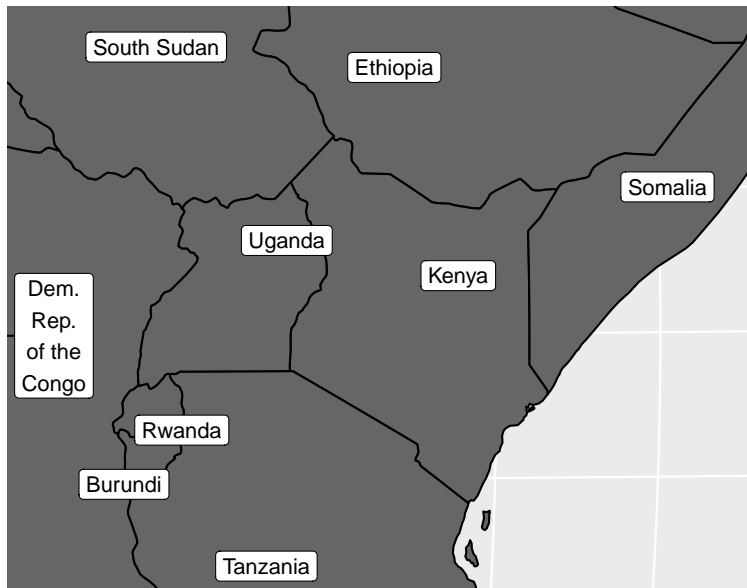 South Sudan
Ethiopia
Somalia
Uganda
Kenya
Dem.
Rep.
of the
Congo
Rwanda
Burundi
Tanzania